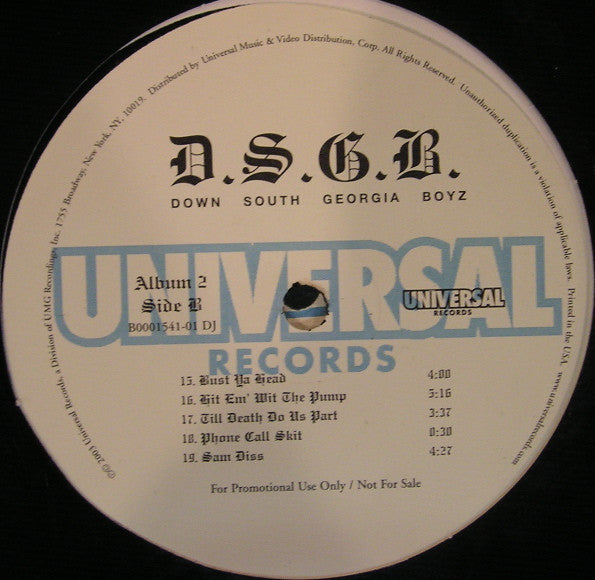 D.S.G.B.
DOWN SOUTH GEORGIA BOYZ
UNIVERSAL
RECORDS
Album 2
Side B
B0001541-01 DJ
UNIVERSAL
RECORDS
15. Bust Ya Head 4:00
16. Hit Em' Wit The Pump 5:16
17. Till Death Do Us Part 3:37
18. Phone Call Skit 0:30
19. Sam Diss 4:27
For Promotional Use Only / Not For Sale
℗© 2003 Universal Records, a Division of UMG Recordings Inc. 1755 Broadway, New York, NY, 10019. Distributed by Universal Music & Video Distribution, Corp. All Rights Reserved. Unauthorized duplication is a violation of applicable laws. Printed in the USA. www.universalrecords.com